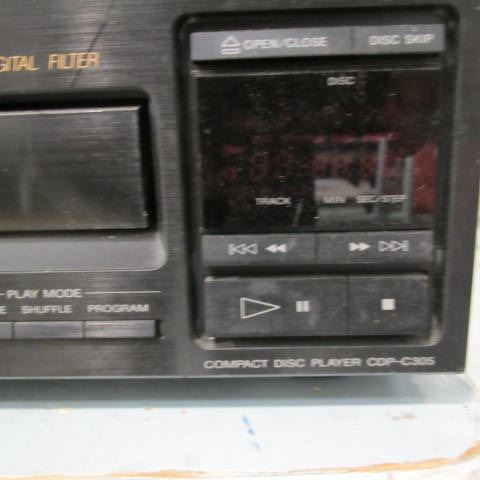 OPEN/CLOSE DISC SKIP
GITAL FILTER
DISC
TRACK MIN SEC/STEP
PLAY MODE
E SHUFFLE PROGRAM
COMPACT DISC PLAYER CDP-C305